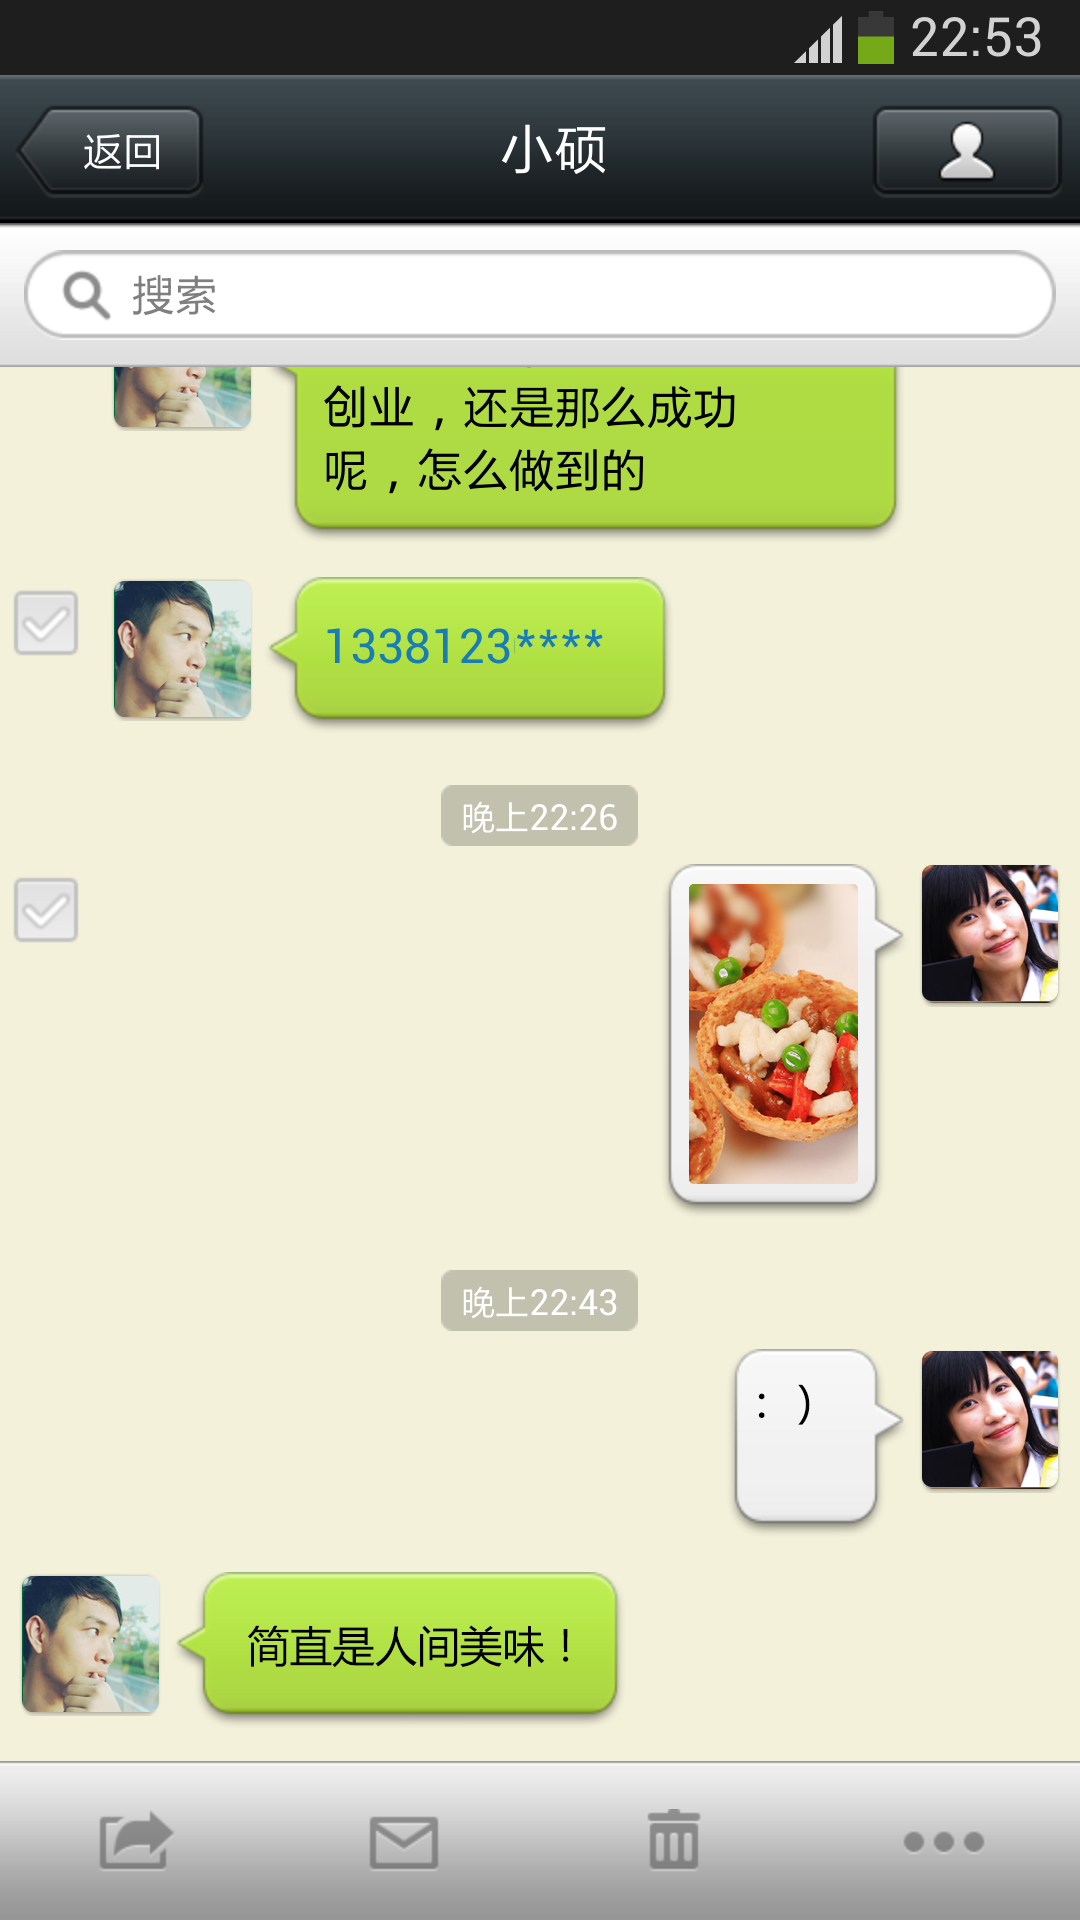 22:53
返回
小硕
搜索
创业，还是那么成功
呢，怎么做到的
1338123****
晚上22:26
晚上22:43
：)
简直是人间美味！